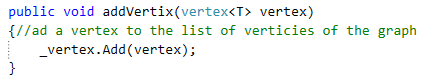 public void addVertix(vertex<T> vertex)
{//ad a vertex to the list of verticies of the graph
_vertex.Add(vertex);
}